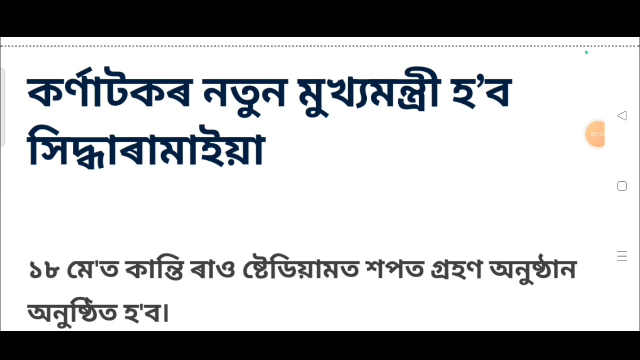 কৰ্ণাটকৰ নতুন মুখ্যমন্ত্ৰী হ’ব
সিদ্ধাৰামাইয়া
১৮ মে'ত কান্তি ৰাও ষ্টেডিয়ামত শপত গ্ৰহণ অনুষ্ঠান
অনুষ্ঠিত হ'ব।